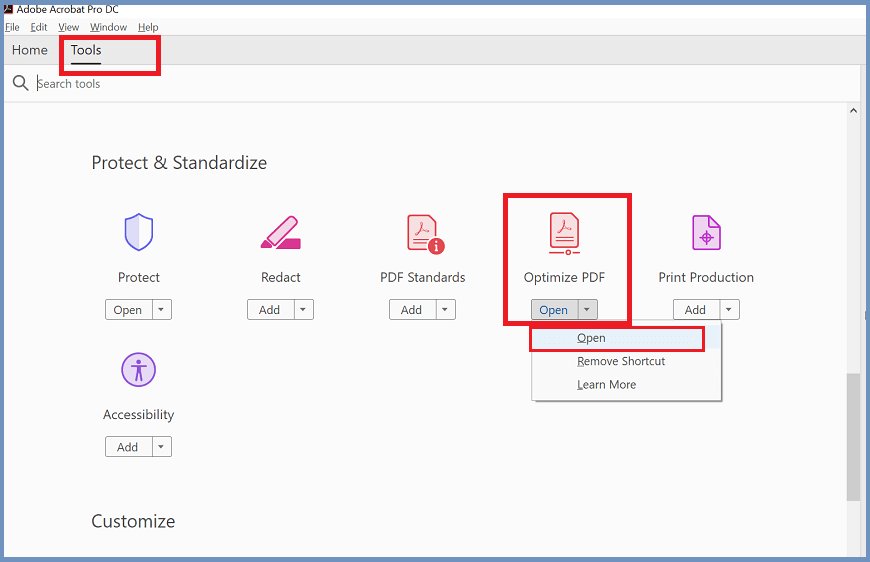 Adobe Acrobat Pro DC
File Edit View Window Help
Home Tools
Search tools
Protect & Standardize
Protect Redact PDF Standards Optimize PDF Print Production
Open Add Add Open Add
Open
Remove Shortcut
Learn More
Accessibility
Add
Customize